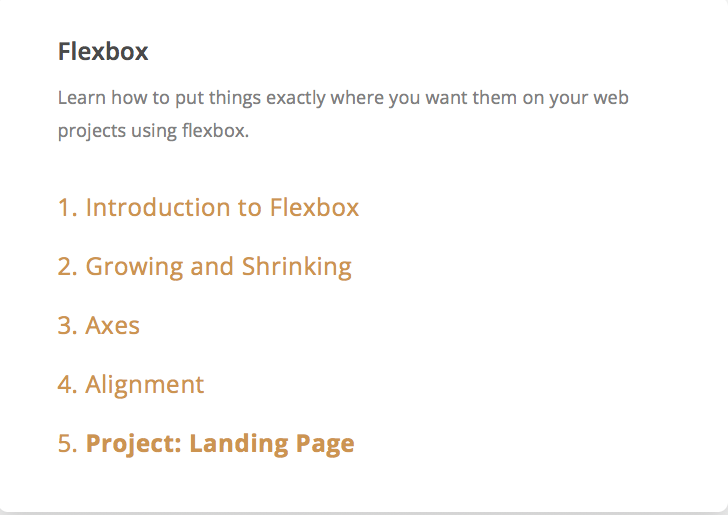 Flexbox
Learn how to put things exactly where you want them on your web
projects using flexbox.
1. Introduction to Flexbox
2. Growing and Shrinking
3. Axes
4. Alignment
5. Project: Landing Page